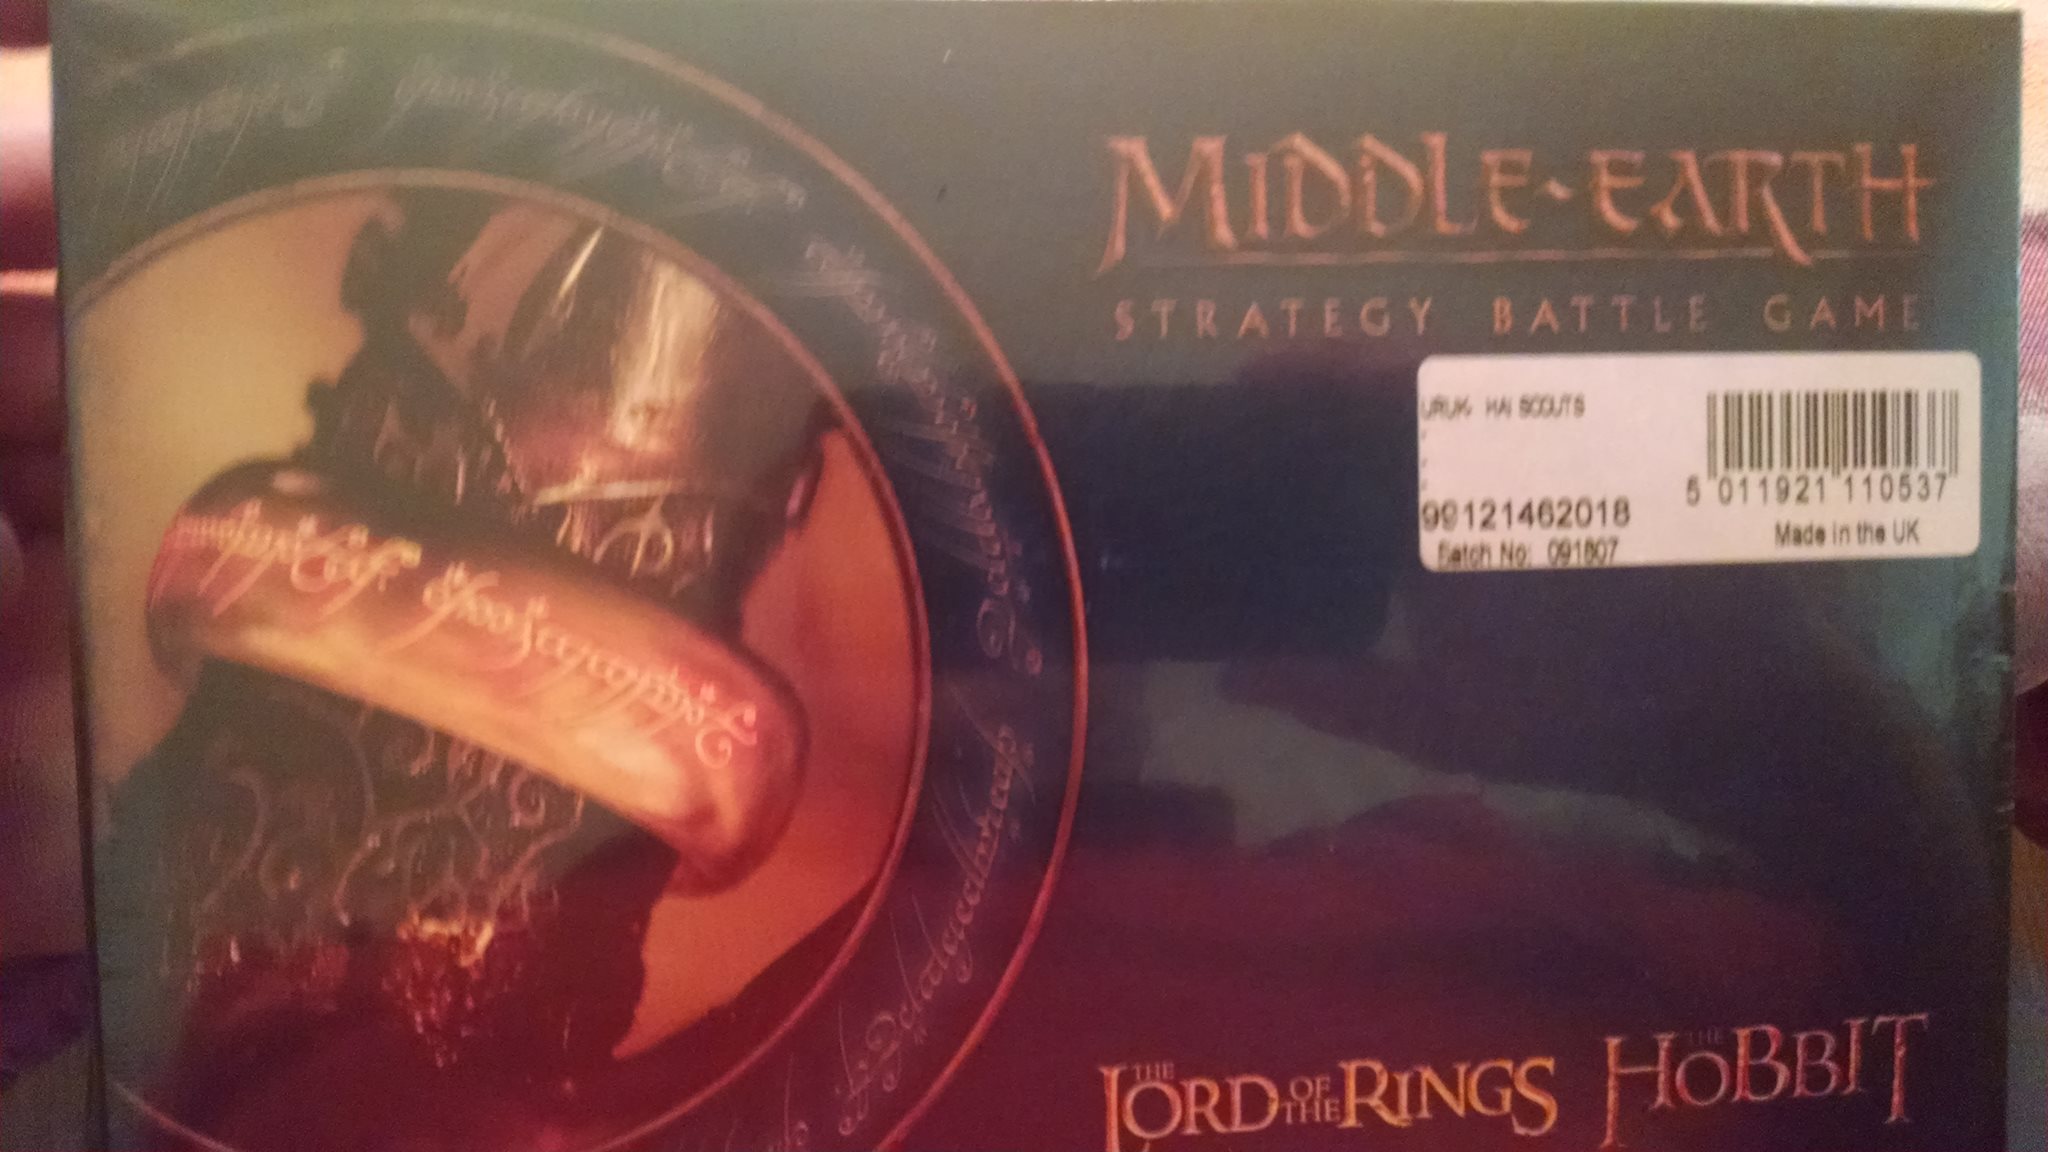 MIDDLE-EARTH
STRATEGY BATTLE GAME
URUK- HAI SCOUTS
5 011921 110537
99121462018
Made in the UK
Batch No: 091807
THE LORD OF THE RINGS
THE HOBBIT